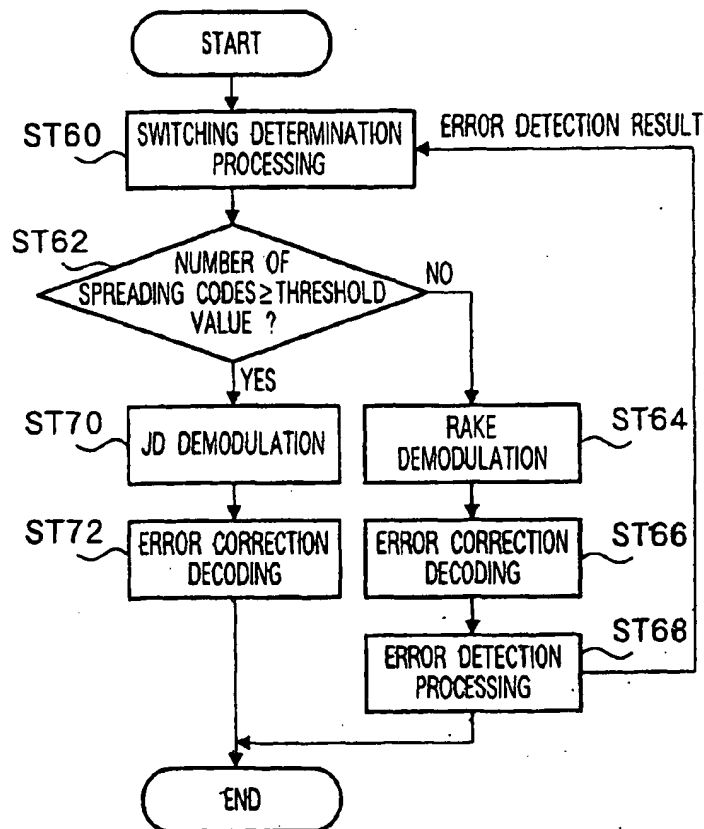 START
ST60
SWITCHING DETERMINATION
PROCESSING
ERROR DETECTION RESULT
ST62
NUMBER OF
SPREADING CODES≥THRESHOLD
VALUE ?
NO
YES
ST70
JD DEMODULATION
RAKE
DEMODULATION
ST64
ST72
ERROR CORRECTION
DECODING
ERROR CORRECTION
DECODING
ST66
ERROR DETECTION
PROCESSING
ST68
END